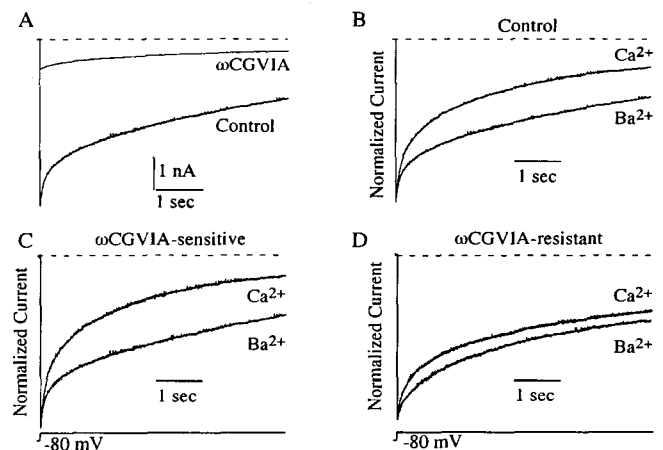 A
ωCGVIA
Control
1 nA
1 sec
B
Control
Normalized Current
Ca²⁺
Ba²⁺
1 sec
C
ωCGVIA-sensitive
Normalized Current
Ca²⁺
Ba²⁺
1 sec
-80 mV
D
ωCGVIA-resistant
Normalized Current
Ca²⁺
Ba²⁺
1 sec
-80 mV